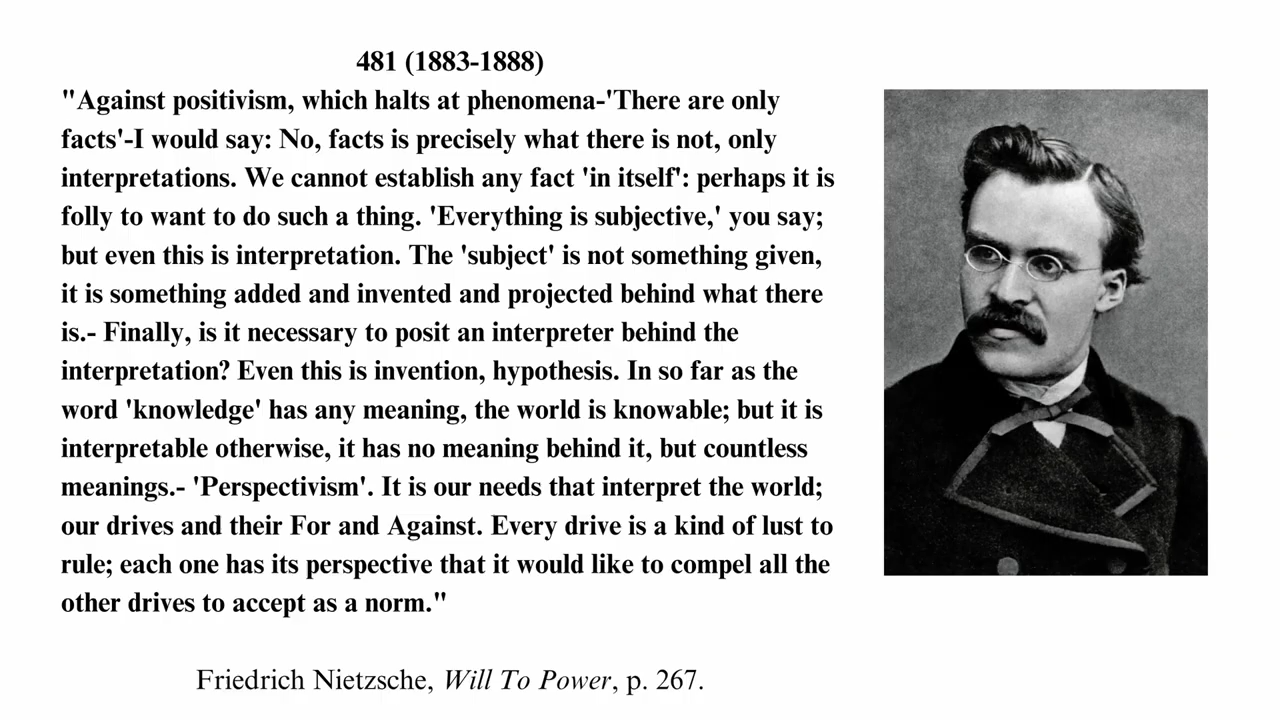 481 (1883-1888)
"Against positivism, which halts at phenomena-'There are only
facts'-I would say: No, facts is precisely what there is not, only
interpretations. We cannot establish any fact 'in itself': perhaps it is
folly to want to do such a thing. 'Everything is subjective,' you say;
but even this is interpretation. The 'subject' is not something given,
it is something added and invented and projected behind what there
is.- Finally, is it necessary to posit an interpreter behind the
interpretation? Even this is invention, hypothesis. In so far as the
word 'knowledge' has any meaning, the world is knowable; but it is
interpretable otherwise, it has no meaning behind it, but countless
meanings.- 'Perspectivism'. It is our needs that interpret the world;
our drives and their For and Against. Every drive is a kind of lust to
rule; each one has its perspective that it would like to compel all the
other drives to accept as a norm."
Friedrich Nietzsche, Will To Power, p. 267.